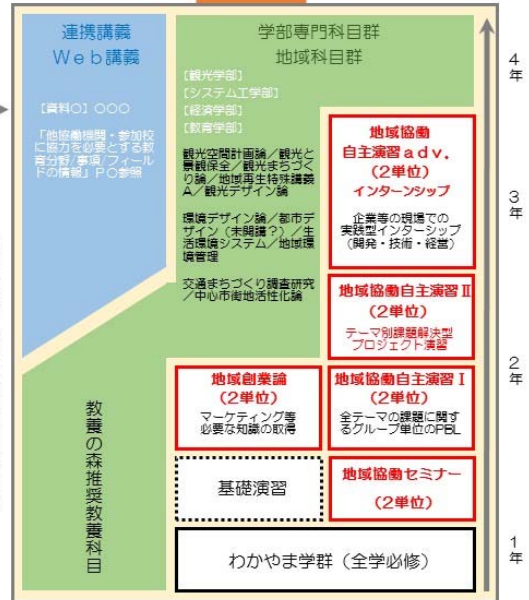 連携講義
Web講義
【資料○】○○○
「他協働機関・参加校
に協力を必要とする教
育分野/事項/フィール
ドの情報」PO参照
学部専門科目群
地域科目群
【観光学部】
【システム工学部】
【経済学部】
【教育学部】
観光空間計画論/観光と
景観保全/観光まちづく
り論/地域再生特殊講義
A/観光デザイン論
環境デザイン論/都市デ
ザイン(未開講?)/生
活環境システム/地域環
境管理
交通まちづくり調査研究
/中心市街地活性化論
地域協働
自主演習adv.
(2単位)
インターンシップ
企業等の現場での
実践型インターシップ
(開発・技術・経営)
地域協働自主演習Ⅱ
(2単位)
テーマ別課題解決型
プロジェクト演習
地域創業論
(2単位)
マーケティング等
必要な知識の取得
地域協働自主演習Ⅰ
(2単位)
全テーマの課題に関す
るグループ単位のPBL
教養の森推奨教養科目
基礎演習
地域協働セミナー
(2単位)
わかやま学群(全学必修)
4年
3年
2年
1年